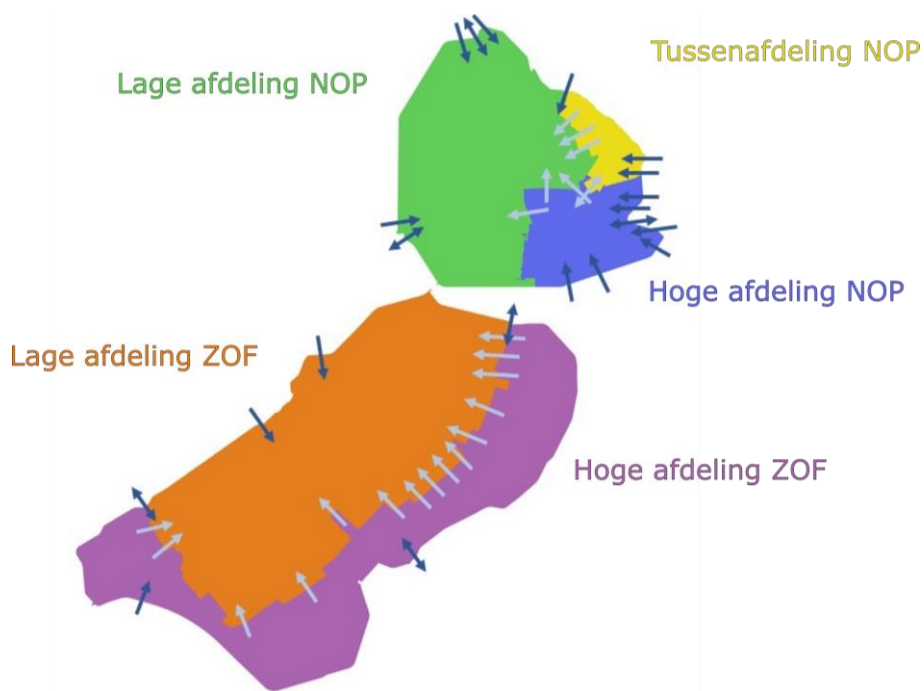 Tussenafdeling NOP
Lage afdeling NOP
Hoge afdeling NOP
Lage afdeling ZOF
Hoge afdeling ZOF